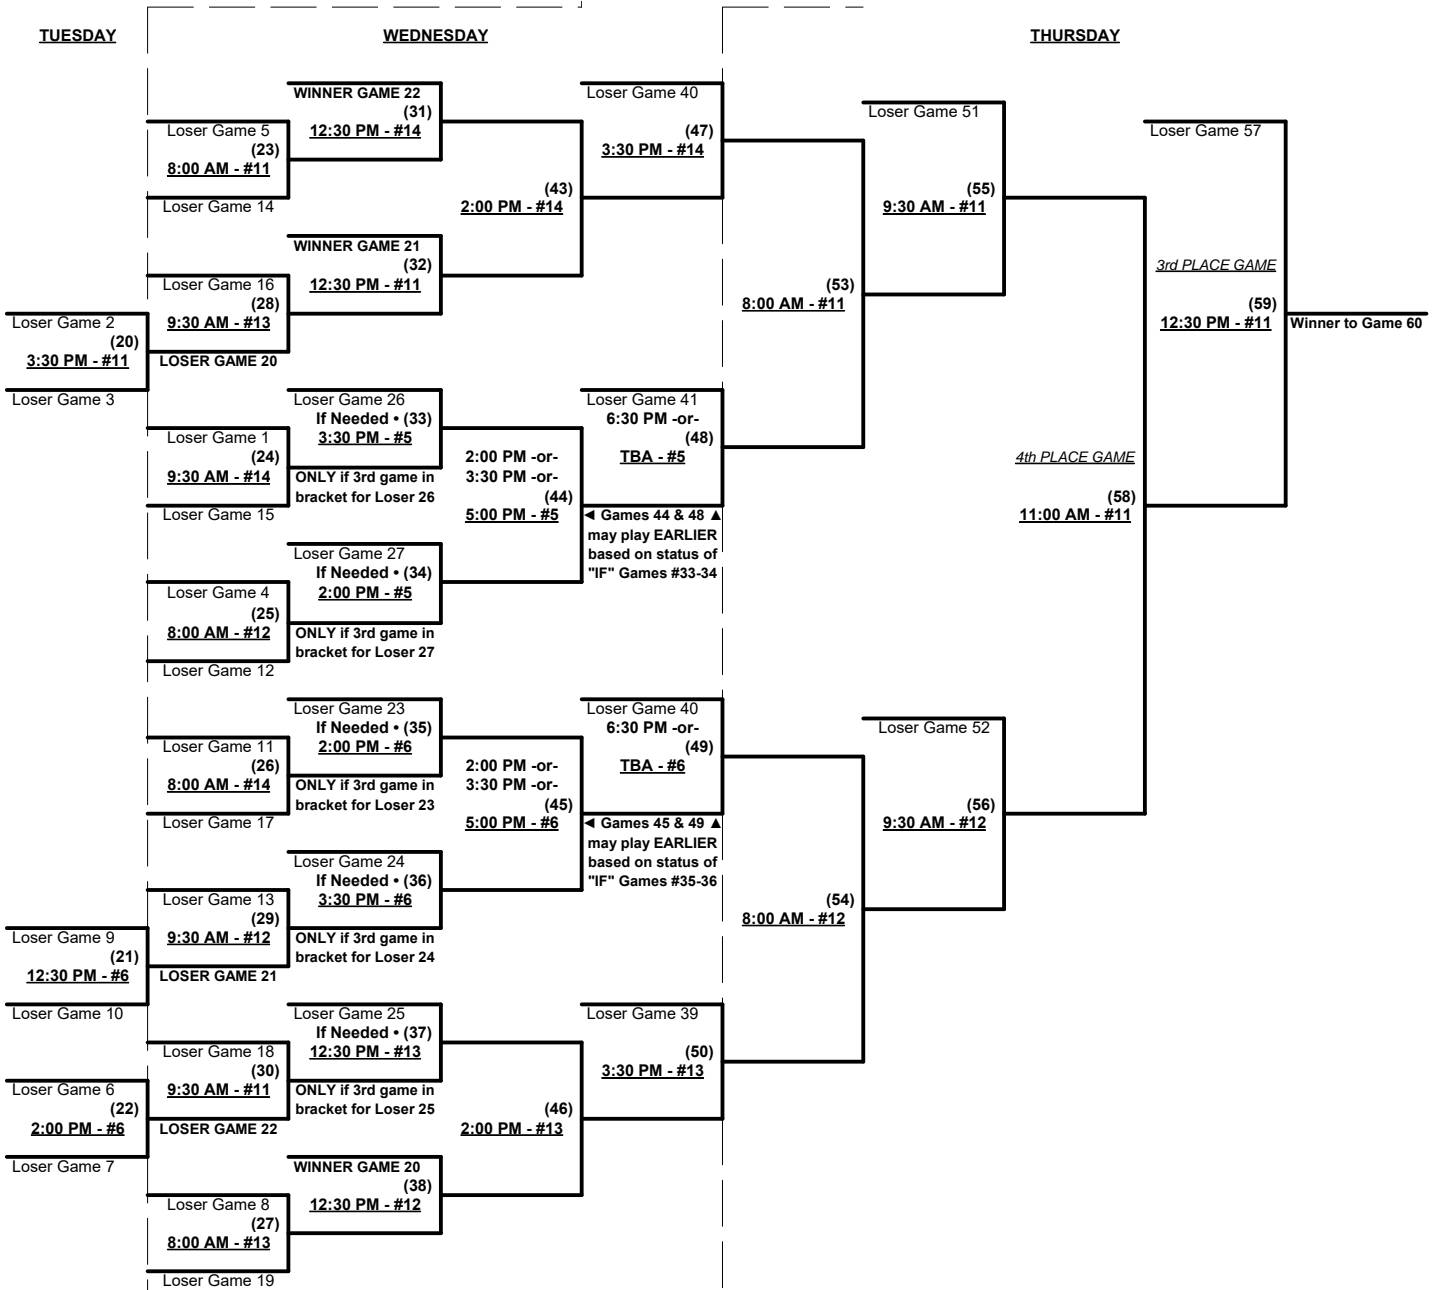 TUESDAY
WEDNESDAY
THURSDAY
Loser Game 2
(20)
3:30 PM - #11
Loser Game 3
Loser Game 9
(21)
12:30 PM - #6
Loser Game 10
Loser Game 6
(22)
2:00 PM - #6
Loser Game 7
Loser Game 5
(23)
8:00 AM - #11
Loser Game 14
Loser Game 16
(28)
9:30 AM - #13
LOSER GAME 20
Loser Game 1
(24)
9:30 AM - #14
Loser Game 15
Loser Game 4
(25)
8:00 AM - #12
Loser Game 12
Loser Game 11
(26)
8:00 AM - #14
Loser Game 17
Loser Game 13
(29)
9:30 AM - #12
LOSER GAME 21
Loser Game 18
(30)
9:30 AM - #11
LOSER GAME 22
Loser Game 8
(27)
8:00 AM - #13
Loser Game 19
WINNER GAME 22
(31)
12:30 PM - #14
WINNER GAME 21
(32)
12:30 PM - #11
Loser Game 26
If Needed • (33)
3:30 PM - #5
ONLY if 3rd game in
bracket for Loser 26
Loser Game 27
If Needed • (34)
2:00 PM - #5
ONLY if 3rd game in
bracket for Loser 27
Loser Game 23
If Needed • (35)
2:00 PM - #6
ONLY if 3rd game in
bracket for Loser 23
Loser Game 24
If Needed • (36)
3:30 PM - #6
ONLY if 3rd game in
bracket for Loser 24
Loser Game 25
If Needed • (37)
12:30 PM - #13
ONLY if 3rd game in
bracket for Loser 25
WINNER GAME 20
(38)
12:30 PM - #12
(43)
2:00 PM - #14
2:00 PM -or-
3:30 PM -or-
(44)
5:00 PM - #5
2:00 PM -or-
3:30 PM -or-
(45)
5:00 PM - #6
(46)
2:00 PM - #13
Loser Game 40
(47)
3:30 PM - #14
Loser Game 41
6:30 PM -or-
(48)
TBA - #5
◄ Games 44 & 48 ▲
may play EARLIER
based on status of
"IF" Games #33-34
Loser Game 40
6:30 PM -or-
(49)
TBA - #6
◄ Games 45 & 49 ▲
may play EARLIER
based on status of
"IF" Games #35-36
Loser Game 39
(50)
3:30 PM - #13
(53)
8:00 AM - #11
(54)
8:00 AM - #12
Loser Game 51
(55)
9:30 AM - #11
Loser Game 52
(56)
9:30 AM - #12
4th PLACE GAME
(58)
11:00 AM - #11
Loser Game 57
3rd PLACE GAME
(59)
12:30 PM - #11
Winner to Game 60